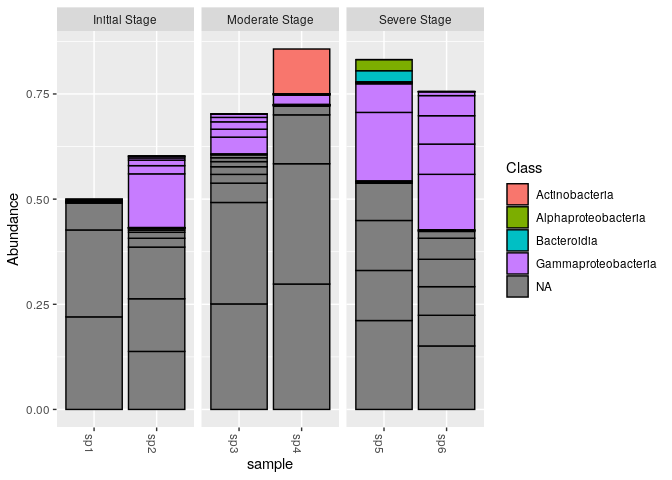 Initial Stage
Moderate Stage
Severe Stage
Abundance
0.75
0.50
0.25
0.00
sp1
sp2
sp3
sp4
sp5
sp6
sample
Class
Actinobacteria
Alphaproteobacteria
Bacteroidia
Gammaproteobacteria
NA